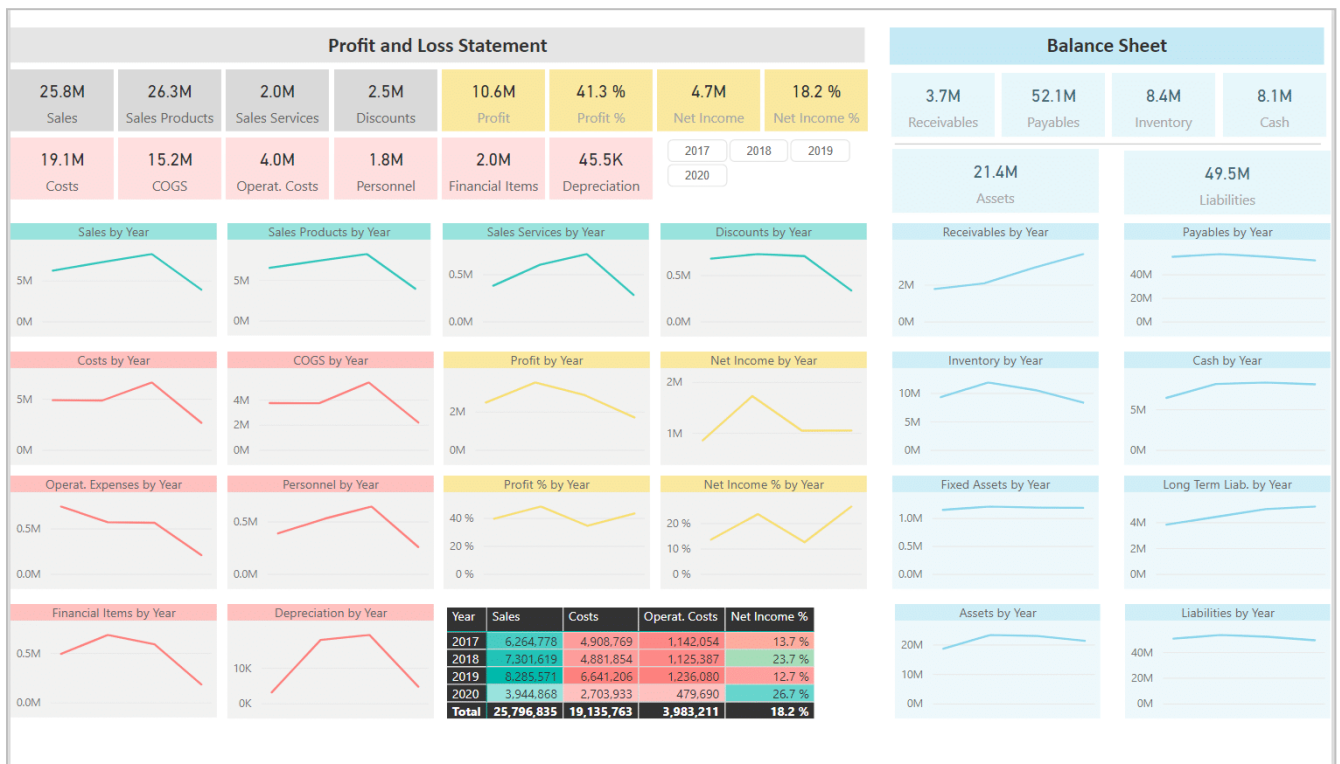 Profit and Loss Statement
Balance Sheet
25.8M
Sales
26.3M
Sales Products
2.0M
Sales Services
2.5M
Discounts
10.6M
Profit
41.3 %
Profit %
4.7M
Net Income
18.2 %
Net Income %
3.7M
Receivables
52.1M
Payables
8.4M
Inventory
8.1M
Cash
19.1M
Costs
15.2M
COGS
4.0M
Operat. Costs
1.8M
Personnel
2.0M
Financial Items
45.5K
Depreciation
2017 2018 2019
2020
21.4M
Assets
49.5M
Liabilities
Sales by Year
5M
0M
Sales Products by Year
5M
0M
Sales Services by Year
0.5M
0.0M
Discounts by Year
0.5M
0.0M
Receivables by Year
2M
0M
Payables by Year
40M
20M
0M
Costs by Year
5M
0M
COGS by Year
4M
2M
0M
Profit by Year
2M
0M
Net Income by Year
2M
1M
Inventory by Year
10M
5M
0M
Cash by Year
5M
0M
Operat. Expenses by Year
0.5M
0.0M
Personnel by Year
0.5M
0.0M
Profit % by Year
40 %
20 %
0 %
Net Income % by Year
20 %
10 %
0 %
Fixed Assets by Year
1.0M
0.5M
0.0M
Long Term Liab. by Year
4M
2M
0M
Financial Items by Year
0.5M
0.0M
Depreciation by Year
10K
0K
Year Sales Costs Operat. Costs Net Income %
2017 6,264,778 4,908,769 1,142,054 13.7 %
2018 7,301,619 4,881,854 1,125,387 23.7 %
2019 8,285,571 6,641,206 1,236,080 12.7 %
2020 3,944,868 2,703,933 479,690 26.7 %
Total 25,796,835 19,135,763 3,983,211 18.2 %
Assets by Year
20M
10M
0M
Liabilities by Year
40M
20M
0M